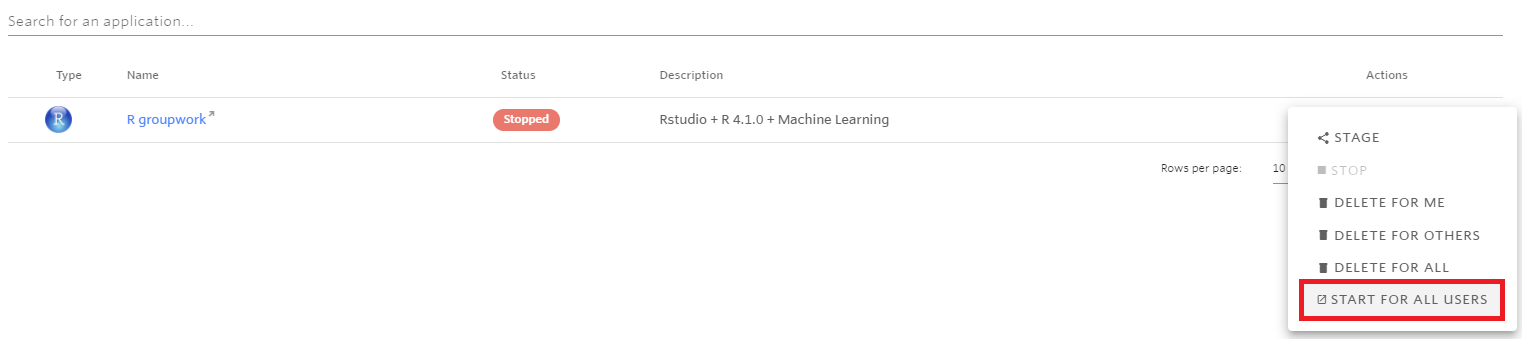 Search for an application...
Type Name Status Description Actions
R R groupwork Stopped Rstudio + R 4.1.0 + Machine Learning
STAGE
Rows per page: 10
STOP
DELETE FOR ME
DELETE FOR OTHERS
DELETE FOR ALL
START FOR ALL USERS